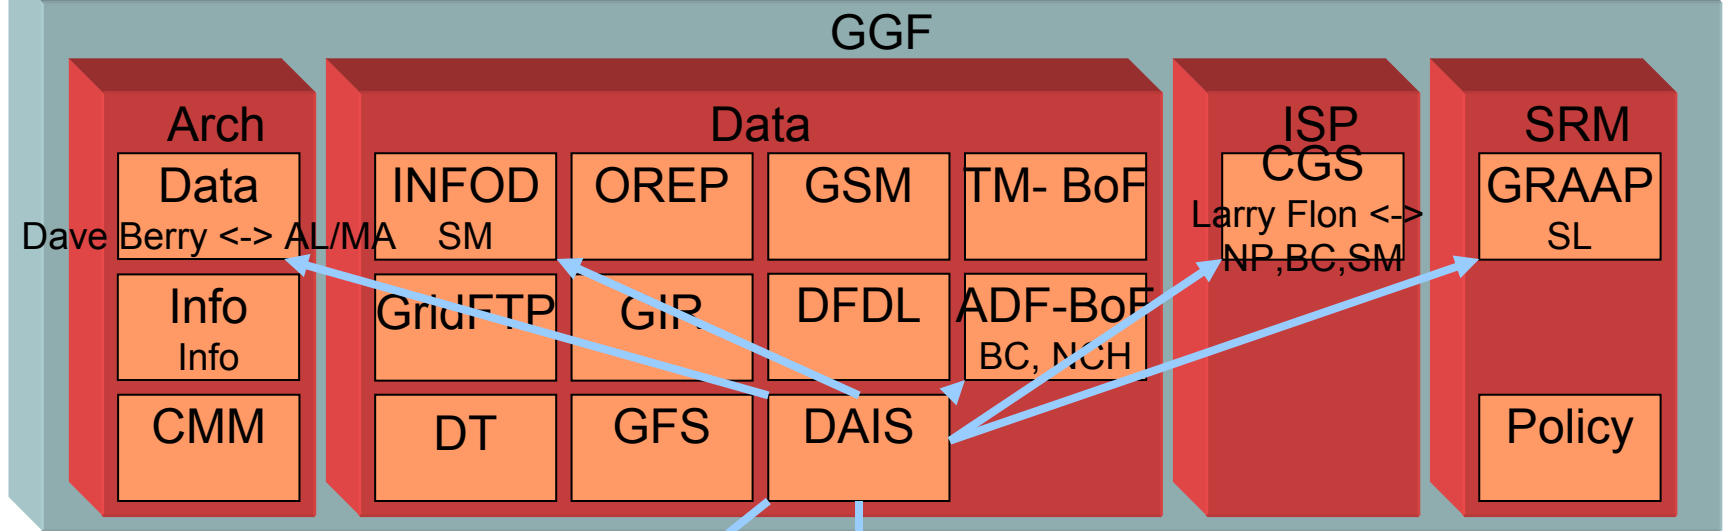 GGF
Arch
Data
Dave Berry <-> AL/MA
Info
Info
CMM
Data
INFOD
SM
OREP
GSM
TM- BoF
GridFTP
GIR
DFDL
ADF-BoF
BC, NCH
DT
GFS
DAIS
ISP
CGS
Larry Flon <->
NP,BC,SM
SRM
GRAAP
SL
Policy